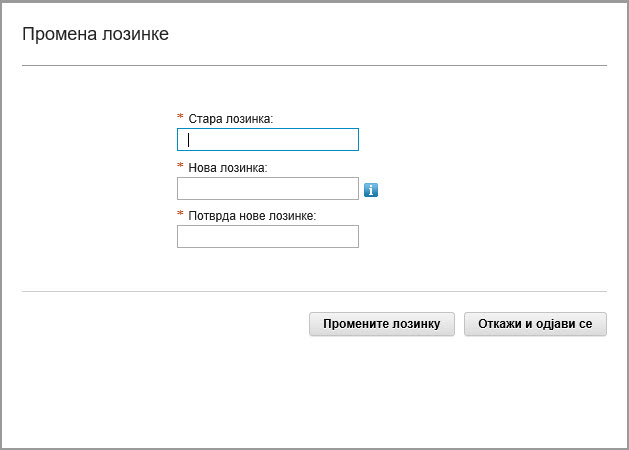 Промена лозинке
* Стара лозинка:
* Нова лозинка:
i
* Потврда нове лозинке:
Промените лозинку Откажи и одјави се